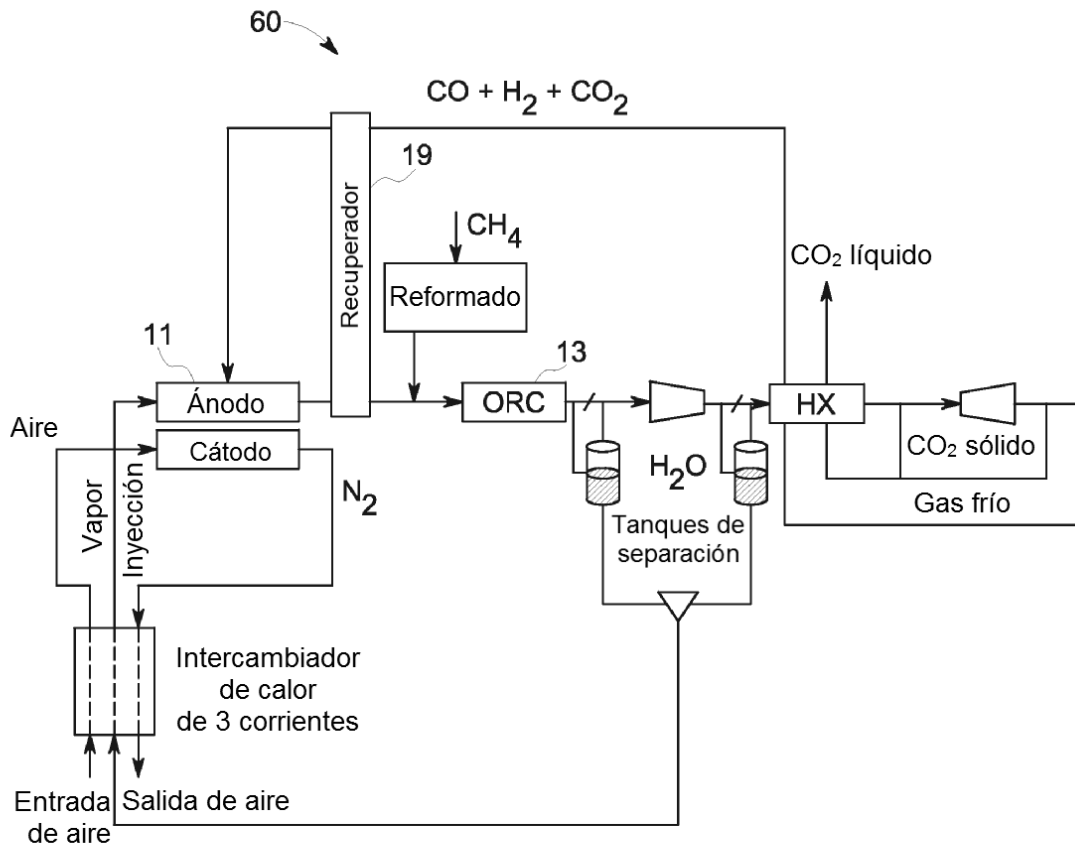 60
CO + H2 + CO2
19
Recuperador
CH4
Reformado
CO₂ líquido
11
13
Ánodo
ORC
HX
Aire
Cátodo
CO₂ sólido
N2
H2O
Gas frío
Vapor
Inyección
Tanques de
separación
Intercambiador
de calor
de 3 corrientes
Entrada
de aire
Salida de aire